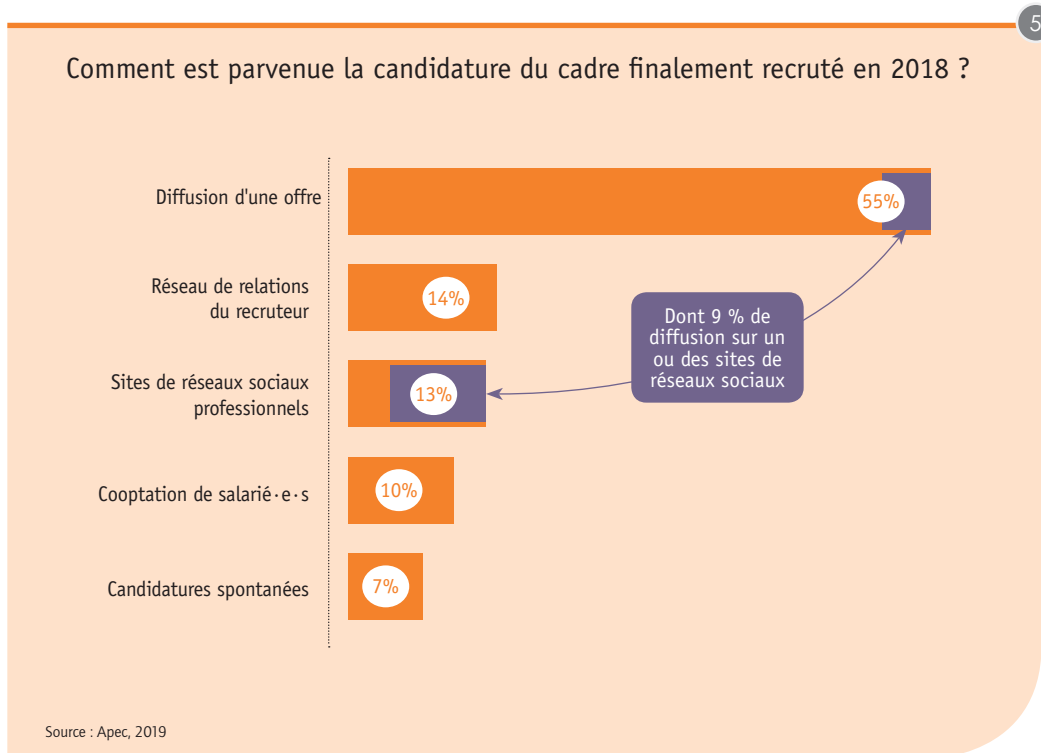 5
Comment est parvenue la candidature du cadre finalement recruté en 2018 ?
Diffusion d'une offre
55%
Réseau de relations
du recruteur
14%
Dont 9 % de
diffusion sur un
ou des sites de
réseaux sociaux
Sites de réseaux sociaux
professionnels
13%
Cooptation de salarié·e·s
10%
Candidatures spontanées
7%
Source : Apec, 2019